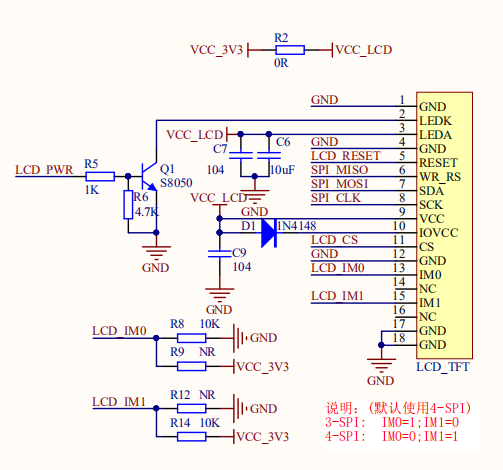 R2
VCC_3V3
VCC_LCD
0R
GND
1
GND
2
LEDK
VCC_LCD
3
LEDA
C7
C6
GND
4
GND
LCD_RESET
5
RESET
LCD_PWR
R5
1K
Q1
S8050
104
10uF
SPI_MISO
6
WR_RS
SPI_MOSI
7
SDA
SPI_CLK
8
SCK
R6
4.7K
VCC_LCD
GND
9
VCC
D1
1N4148
10
IOVCC
LCD_CS
11
CS
GND
C9
104
GND
12
GND
LCD_IM0
13
IM0
14
NC
LCD_IM1
15
IM1
16
NC
GND
17
GND
18
GND
LCD_TFT
GND
LCD_IM0
R8 10K
GND
R9 NR
VCC_3V3
LCD_IM1
R12 NR
GND
R14 10K
VCC_3V3
说明：(默认使用4-SPI)
3-SPI: IM0=1;IM1=0
4-SPI: IM0=0;IM1=1